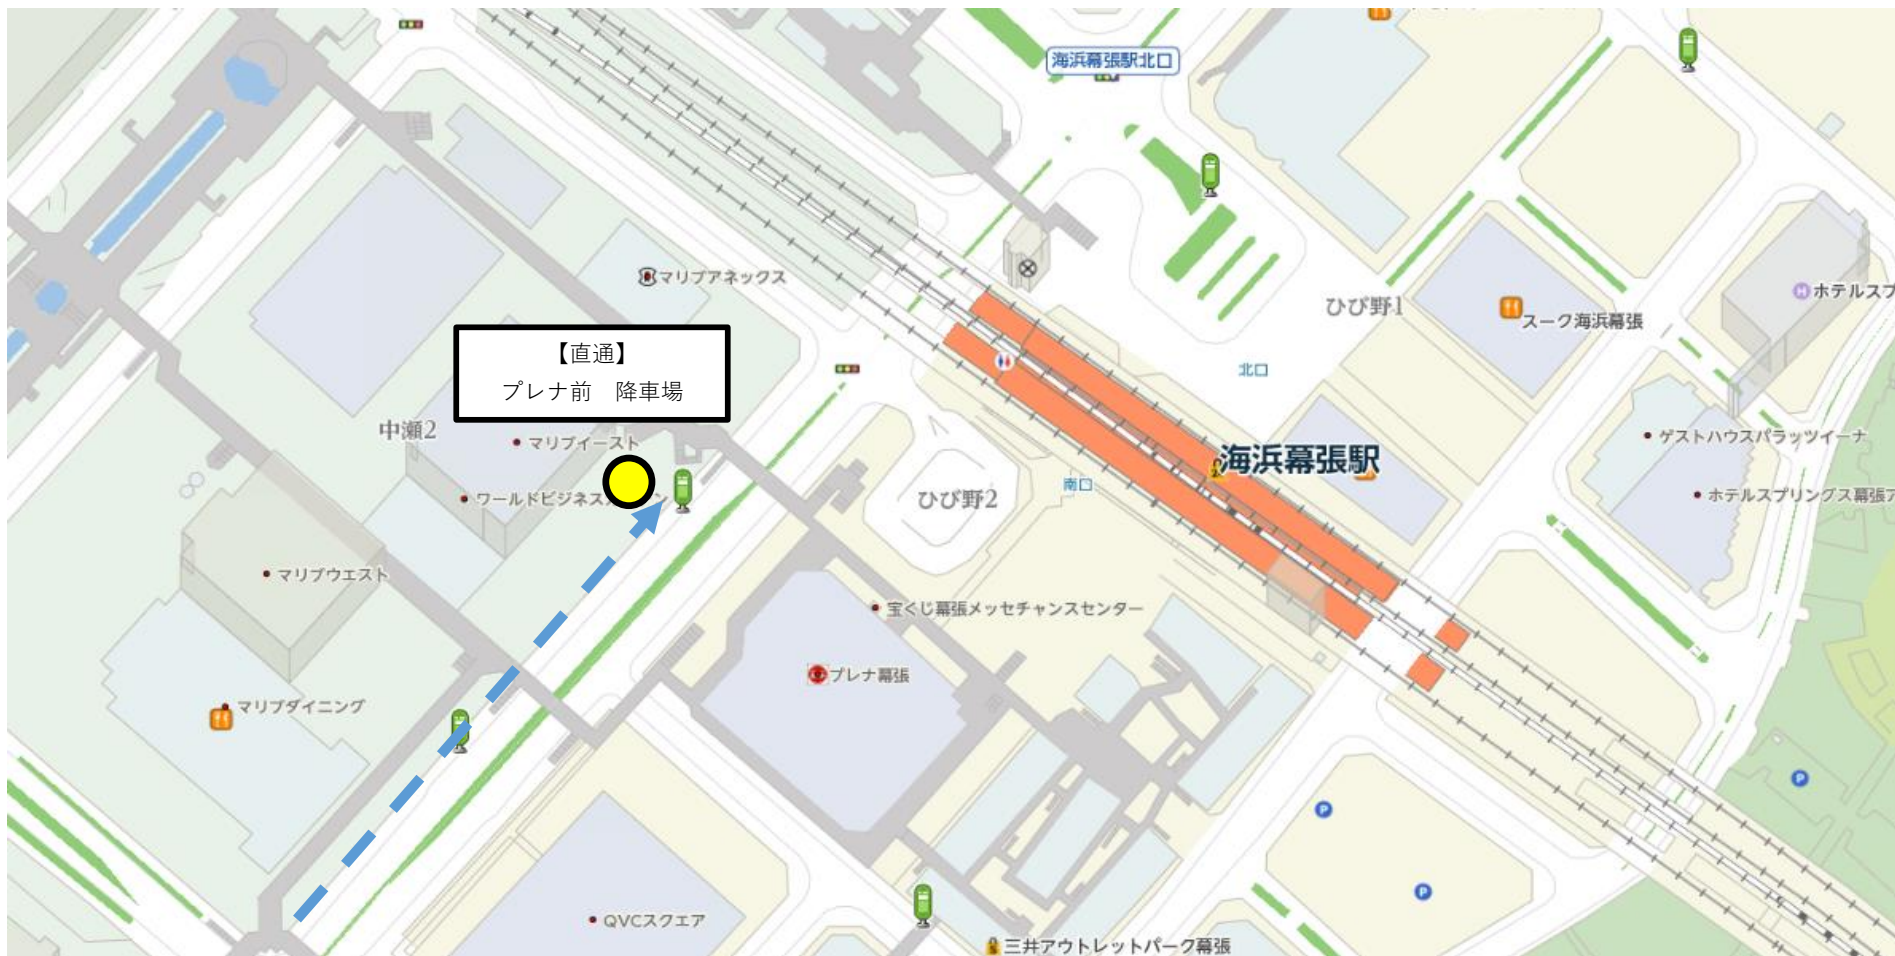 海浜幕張駅北口
マリブアネックス
ひび野1
ホテルスプ
スーク海浜幕張
【直通】
プレナ前　降車場
北口
中瀬2
マリブイースト
ゲストハウスパラッツイーナ
海浜幕張駅
南口
ひび野2
ワールドビジネスガ
ン
ホテルスプリングス幕張ア
マリブウエスト
宝くじ幕張メッセチャンスセンター
プレナ幕張
マリブダイニング
QVCスクエア
三井アウトレットパーク幕張
H
P
P
P